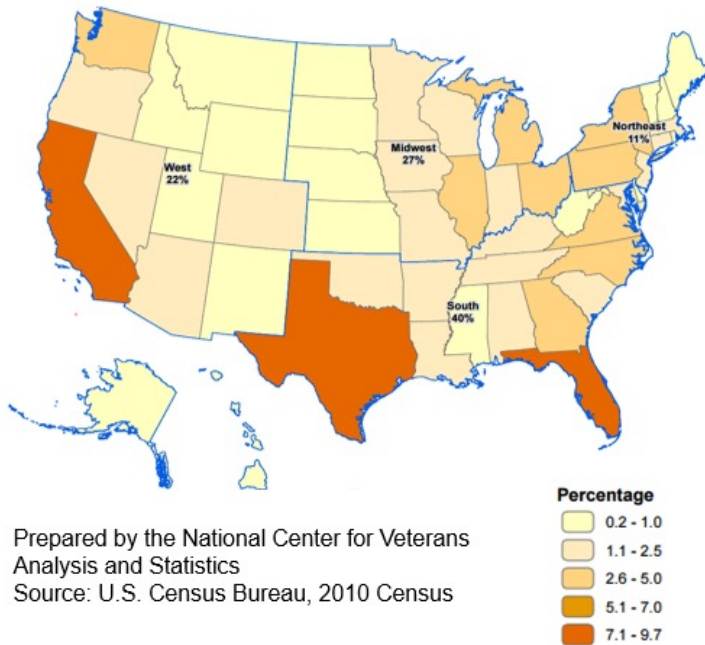 Northeast
11%
Midwest
27%
West
22%
South
40%
Percentage
0.2 - 1.0
1.1 - 2.5
2.6 - 5.0
5.1 - 7.0
7.1 - 9.7
Prepared by the National Center for Veterans
Analysis and Statistics
Source: U.S. Census Bureau, 2010 Census